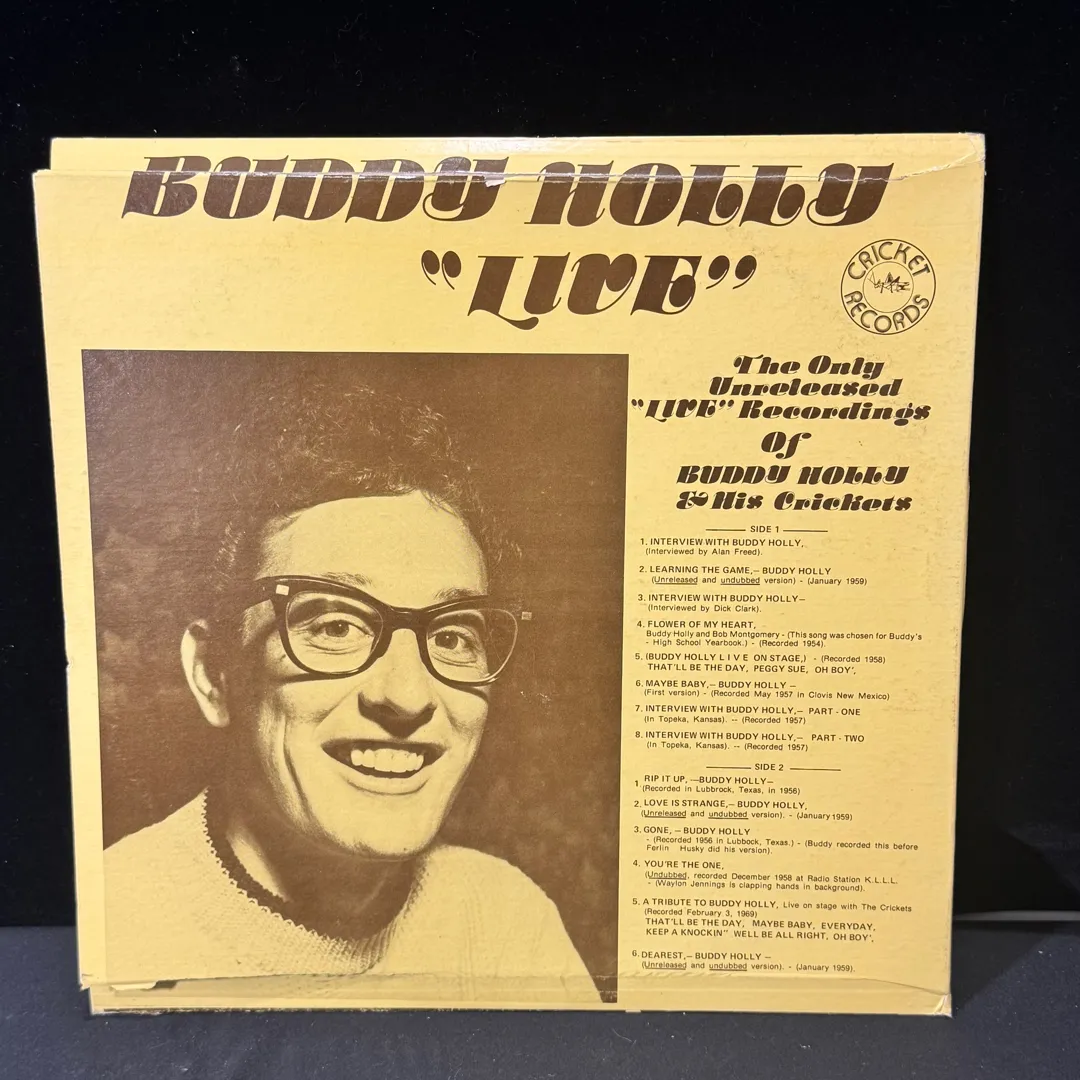 BUDDY HOLLY
"LIVE"
CRICKET
RECORDS
The Only
Unreleased
"LIVE" Recordings
Of
BUDDY HOLLY
& His Crickets
SIDE 1
1. INTERVIEW WITH BUDDY HOLLY,
(Interviewed by Alan Freed).
2. LEARNING THE GAME,— BUDDY HOLLY
(Unreleased and undubbed version) - (January 1959)
3. INTERVIEW WITH BUDDY HOLLY—
(Interviewed by Dick Clark).
4. FLOWER OF MY HEART,
Buddy Holly and Bob Montgomery - (This song was chosen for Buddy's
- High School Yearbook.) - (Recorded 1954).
5. (BUDDY HOLLY L I V E ON STAGE,) - (Recorded 1958)
THAT'LL BE THE DAY, PEGGY SUE, OH BOY',
6. MAYBE BABY,— BUDDY HOLLY —
(First version) - (Recorded May 1957 in Clovis New Mexico)
7. INTERVIEW WITH BUDDY HOLLY,— PART - ONE
(In Topeka, Kansas). -- (Recorded 1957)
8. INTERVIEW WITH BUDDY HOLLY,— PART - TWO
(In Topeka, Kansas). -- (Recorded 1957)
SIDE 2
1 RIP IT UP, —BUDDY HOLLY—
(Recorded in Lubbrock, Texas, in 1956)
2. LOVE IS STRANGE,— BUDDY HOLLY,
(Unreleased and undubbed version). - (January 1959)
3. GONE, — BUDDY HOLLY
- (Recorded 1956 in Lubbock, Texas.) - (Buddy recorded this before
Ferlin Husky did his version).
4. YOU'RE THE ONE,
(Undubbed, recorded December 1958 at Radio Station K.L.L.L.
- (Waylon Jennings is clapping hands in background).
5. A TRIBUTE TO BUDDY HOLLY, Live on stage with The Crickets
(Recorded February 3, 1969)
THAT'LL BE THE DAY, MAYBE BABY, EVERYDAY,
KEEP A KNOCKIN" WELL BE ALL RIGHT, OH BOY',
6. DEAREST,— BUDDY HOLLY —
(Unreleased and undubbed version). - (January 1959).